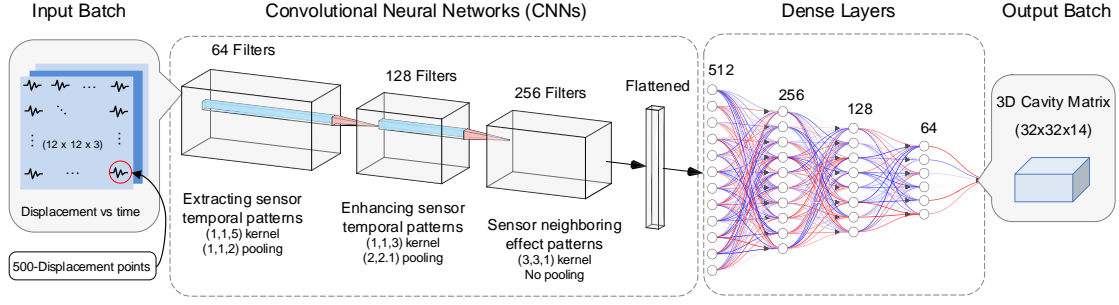 Input Batch
Convolutional Neural Networks (CNNs)
Dense Layers
Output Batch
(12 x 12 x 3)
Displacement vs time
500-Displacement points
64 Filters
Extracting sensor
temporal patterns
(1,1,5) kernel
(1,1,2) pooling
128 Filters
Enhancing sensor
temporal patterns
(1,1,3) kernel
(2,2.1) pooling
256 Filters
Sensor neighboring
effect patterns
(3,3,1) kernel
No pooling
Flattened
512
256
128
64
3D Cavity Matrix
(32x32x14)